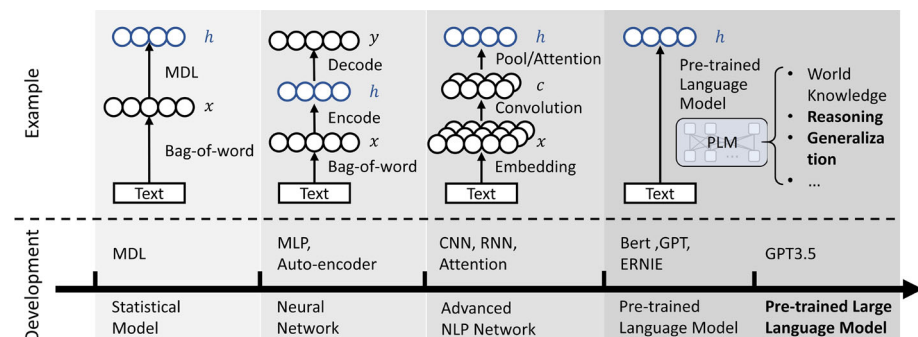 Example
h
MDL
x
Bag-of-word
Text
y
Decode
h
Encode
x
Bag-of-word
Text
h
Pool/Attention
c
Convolution
x
Embedding
Text
h
Pre-trained
Language
Model
PLM
...
Text
• World
Knowledge
• Reasoning
• Generaliza
tion
• ...
Development
MDL
MLP,
Auto-encoder
CNN, RNN,
Attention
Bert ,GPT,
ERNIE
GPT3.5
Statistical
Model
Neural
Network
Advanced
NLP Network
Pre-trained
Language Model
Pre-trained Large
Language Model